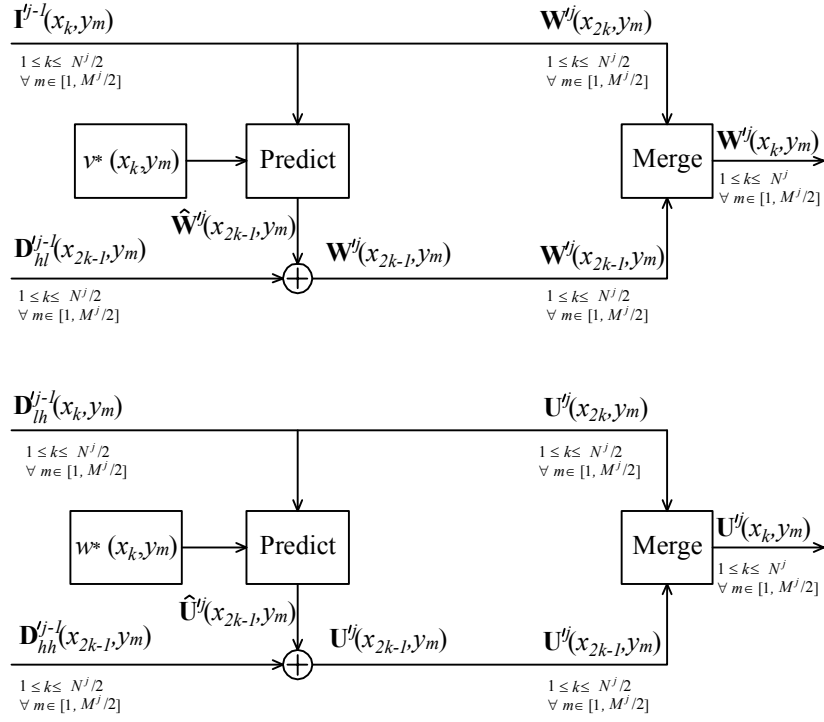 I′ʲ⁻¹(xₖ,yₘ) W′ʲ(x₂ₖ,yₘ)
1 ≤ k ≤ Nʲ/2 1 ≤ k ≤ Nʲ/2
∀ m ∈ [1, Mʲ/2] ∀ m ∈ [1, Mʲ/2]
v* (xₖ,yₘ) Predict Merge W′ʲ(xₖ,yₘ)
1 ≤ k ≤ Nʲ
∀ m ∈ [1, Mʲ/2]
Ŵ′ʲ(x₂ₖ₋₁,yₘ)
D′ʲ⁻¹ₕₗ(x₂ₖ₋₁,yₘ) W′ʲ(x₂ₖ₋₁,yₘ) W′ʲ(x₂ₖ₋₁,yₘ)
+
1 ≤ k ≤ Nʲ/2 1 ≤ k ≤ Nʲ/2
∀ m ∈ [1, Mʲ/2] ∀ m ∈ [1, Mʲ/2]
D′ʲ⁻¹ₗₕ(xₖ,yₘ) U′ʲ(x₂ₖ,yₘ)
1 ≤ k ≤ Nʲ/2 1 ≤ k ≤ Nʲ/2
∀ m ∈ [1, Mʲ/2] ∀ m ∈ [1, Mʲ/2]
w* (xₖ,yₘ) Predict Merge U′ʲ(xₖ,yₘ)
1 ≤ k ≤ Nʲ
∀ m ∈ [1, Mʲ/2]
Û′ʲ(x₂ₖ₋₁,yₘ)
D′ʲ⁻¹ₕₕ(x₂ₖ₋₁,yₘ) U′ʲ(x₂ₖ₋₁,yₘ) U′ʲ(x₂ₖ₋₁,yₘ)
+
1 ≤ k ≤ Nʲ/2 1 ≤ k ≤ Nʲ/2
∀ m ∈ [1, Mʲ/2] ∀ m ∈ [1, Mʲ/2]